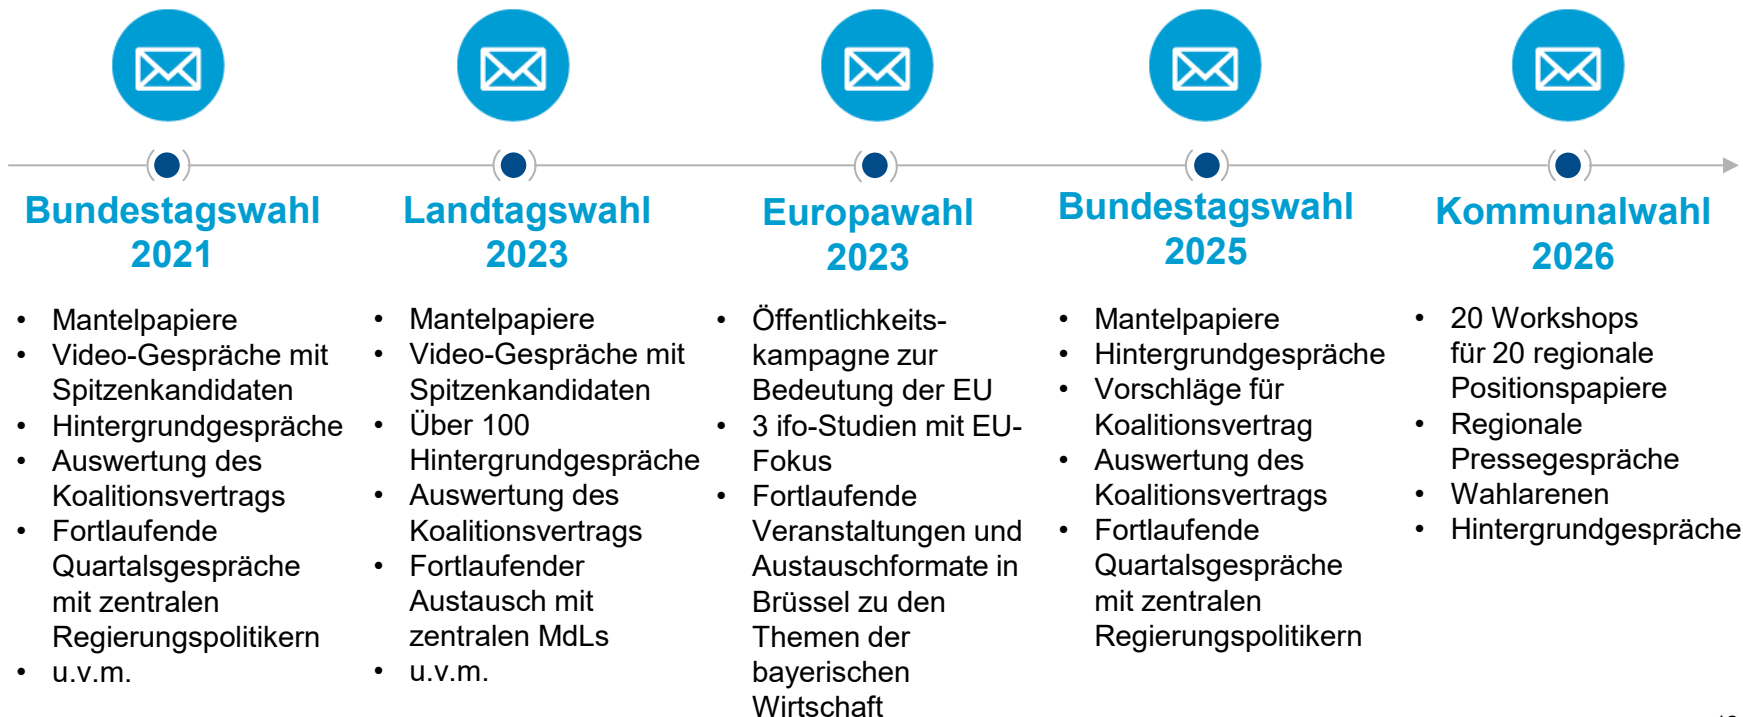 Bundestagswahl
2021
• Mantelpapiere
• Video-Gespräche mit
Spitzenkandidaten
• Hintergrundgespräche
• Auswertung des
Koalitionsvertrags
• Fortlaufende
Quartalsgespräche
mit zentralen
Regierungspolitikern
• u.v.m.
Landtagswahl
2023
• Mantelpapiere
• Video-Gespräche mit
Spitzenkandidaten
• Über 100
Hintergrundgespräche
• Auswertung des
Koalitionsvertrags
• Fortlaufender
Austausch mit
zentralen MdLs
• u.v.m.
Europawahl
2023
• Öffentlichkeits-
kampagne zur
Bedeutung der EU
• 3 ifo-Studien mit EU-
Fokus
• Fortlaufende
Veranstaltungen und
Austauschformate in
Brüssel zu den
Themen der
bayerischen
Wirtschaft
Bundestagswahl
2025
• Mantelpapiere
• Hintergrundgespräche
• Vorschläge für
Koalitionsvertrag
• Auswertung des
Koalitionsvertrags
• Fortlaufende
Quartalsgespräche
mit zentralen
Regierungspolitikern
Kommunalwahl
2026
• 20 Workshops
für 20 regionale
Positionspapiere
• Regionale
Pressegespräche
• Wahlarenen
• Hintergrundgespräche